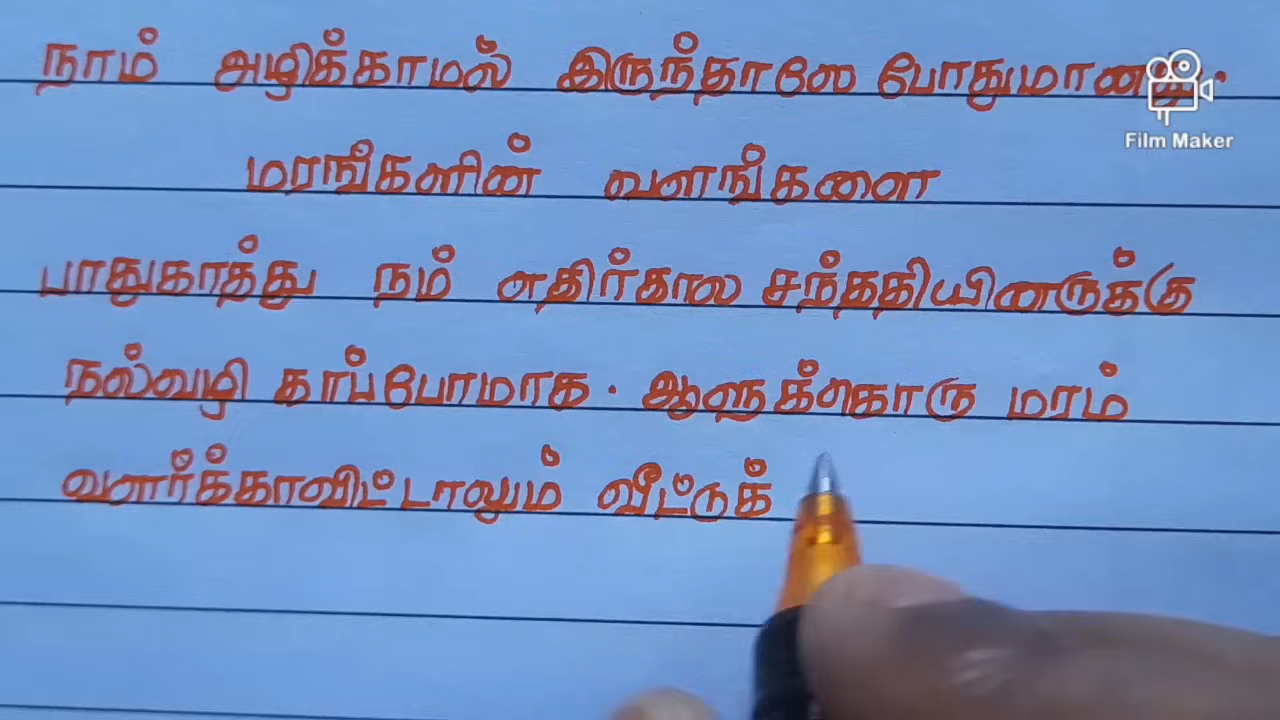 நாம் அழிக்காமல் இருந்தாலே போதுமானது.
மரங்களின் வளங்களை
பாதுகாத்து நம் எதிர்கால சந்ததியினருக்கு
நல்வழி காப்போமாக. ஆளுக்கொரு மரம்
வளர்க்காவிட்டாலும் வீட்டுக்
Film Maker